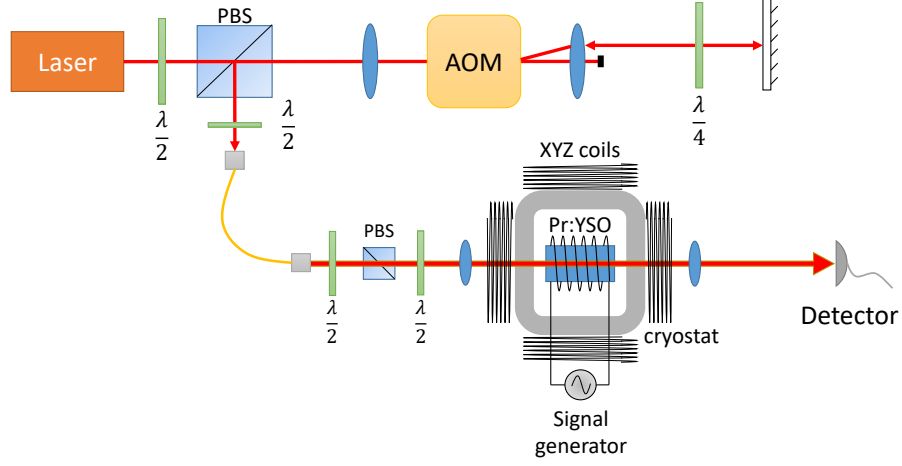 PBS
Laser
AOM
λ/2
λ/2
λ/4
XYZ coils
PBS
Pr:YSO
λ/2
λ/2
cryostat
Detector
Signal
generator